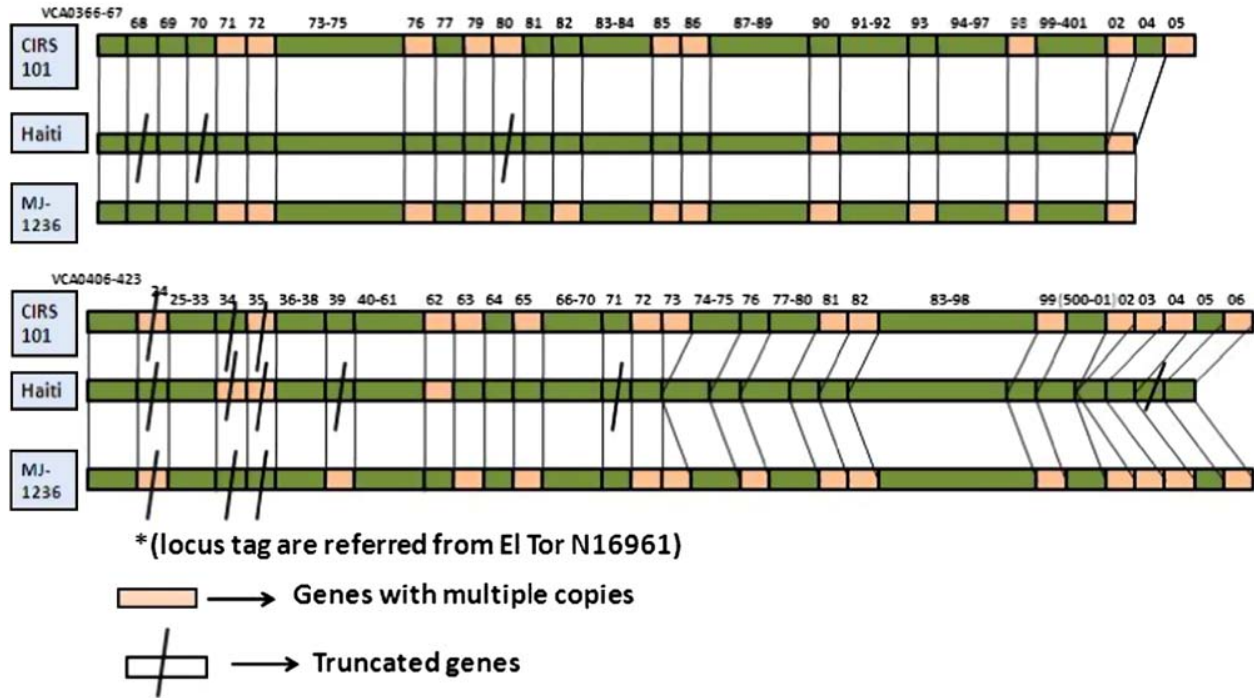 VCA0366-67 68 69 70 71 72 73-75 76 77 79 80 81 82 83-84 85 86 87-89 90 91-92 93 94-97 98 99-401 02 04 05
CIRS
101
Haiti
MJ-
1236
VCA0406-423 24 25-33 34 35 36-38 39 40-61 62 63 64 65 66-70 71 72 73 74-75 76 77-80 81 82 83-98 99(500-01) 02 03 04 05 06
CIRS
101
Haiti
MJ-
1236
*(locus tag are referred from El Tor N16961)
Genes with multiple copies
Truncated genes